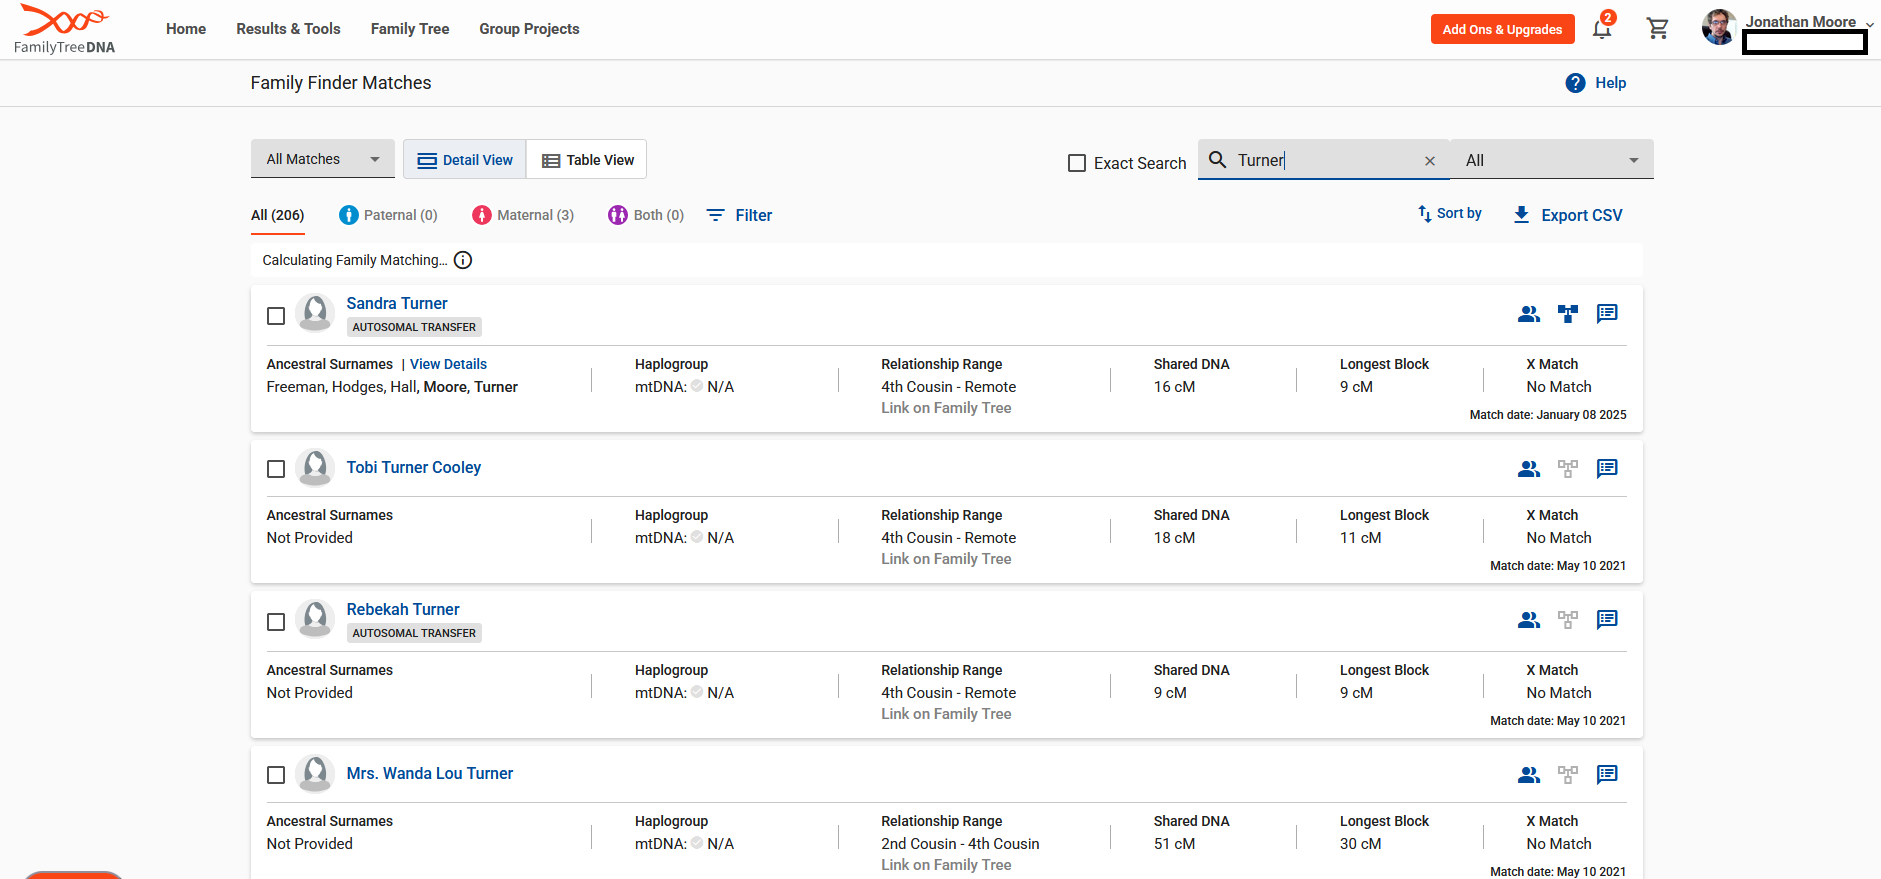 FamilyTreeDNA
Home Results & Tools Family Tree Group Projects
Add Ons & Upgrades
2
Jonathan Moore
Family Finder Matches
? Help
All Matches
Detail View
Table View
Exact Search
Turner
All
All (206)
Paternal (0)
Maternal (3)
Both (0)
Filter
Sort by
Export CSV
Calculating Family Matching...
Sandra Turner
AUTOSOMAL TRANSFER
Ancestral Surnames | View Details Haplogroup Relationship Range Shared DNA Longest Block X Match
Freeman, Hodges, Hall, Moore, Turner mtDNA: N/A 4th Cousin - Remote 16 cM 9 cM No Match
Link on Family Tree
Match date: January 08 2025
Tobi Turner Cooley
Ancestral Surnames Haplogroup Relationship Range Shared DNA Longest Block X Match
Not Provided mtDNA: N/A 4th Cousin - Remote 18 cM 11 cM No Match
Link on Family Tree
Match date: May 10 2021
Rebekah Turner
AUTOSOMAL TRANSFER
Ancestral Surnames Haplogroup Relationship Range Shared DNA Longest Block X Match
Not Provided mtDNA: N/A 4th Cousin - Remote 9 cM 9 cM No Match
Link on Family Tree
Match date: May 10 2021
Mrs. Wanda Lou Turner
Ancestral Surnames Haplogroup Relationship Range Shared DNA Longest Block X Match
Not Provided mtDNA: N/A 2nd Cousin - 4th Cousin 51 cM 30 cM No Match
Link on Family Tree
Match date: May 10 2021